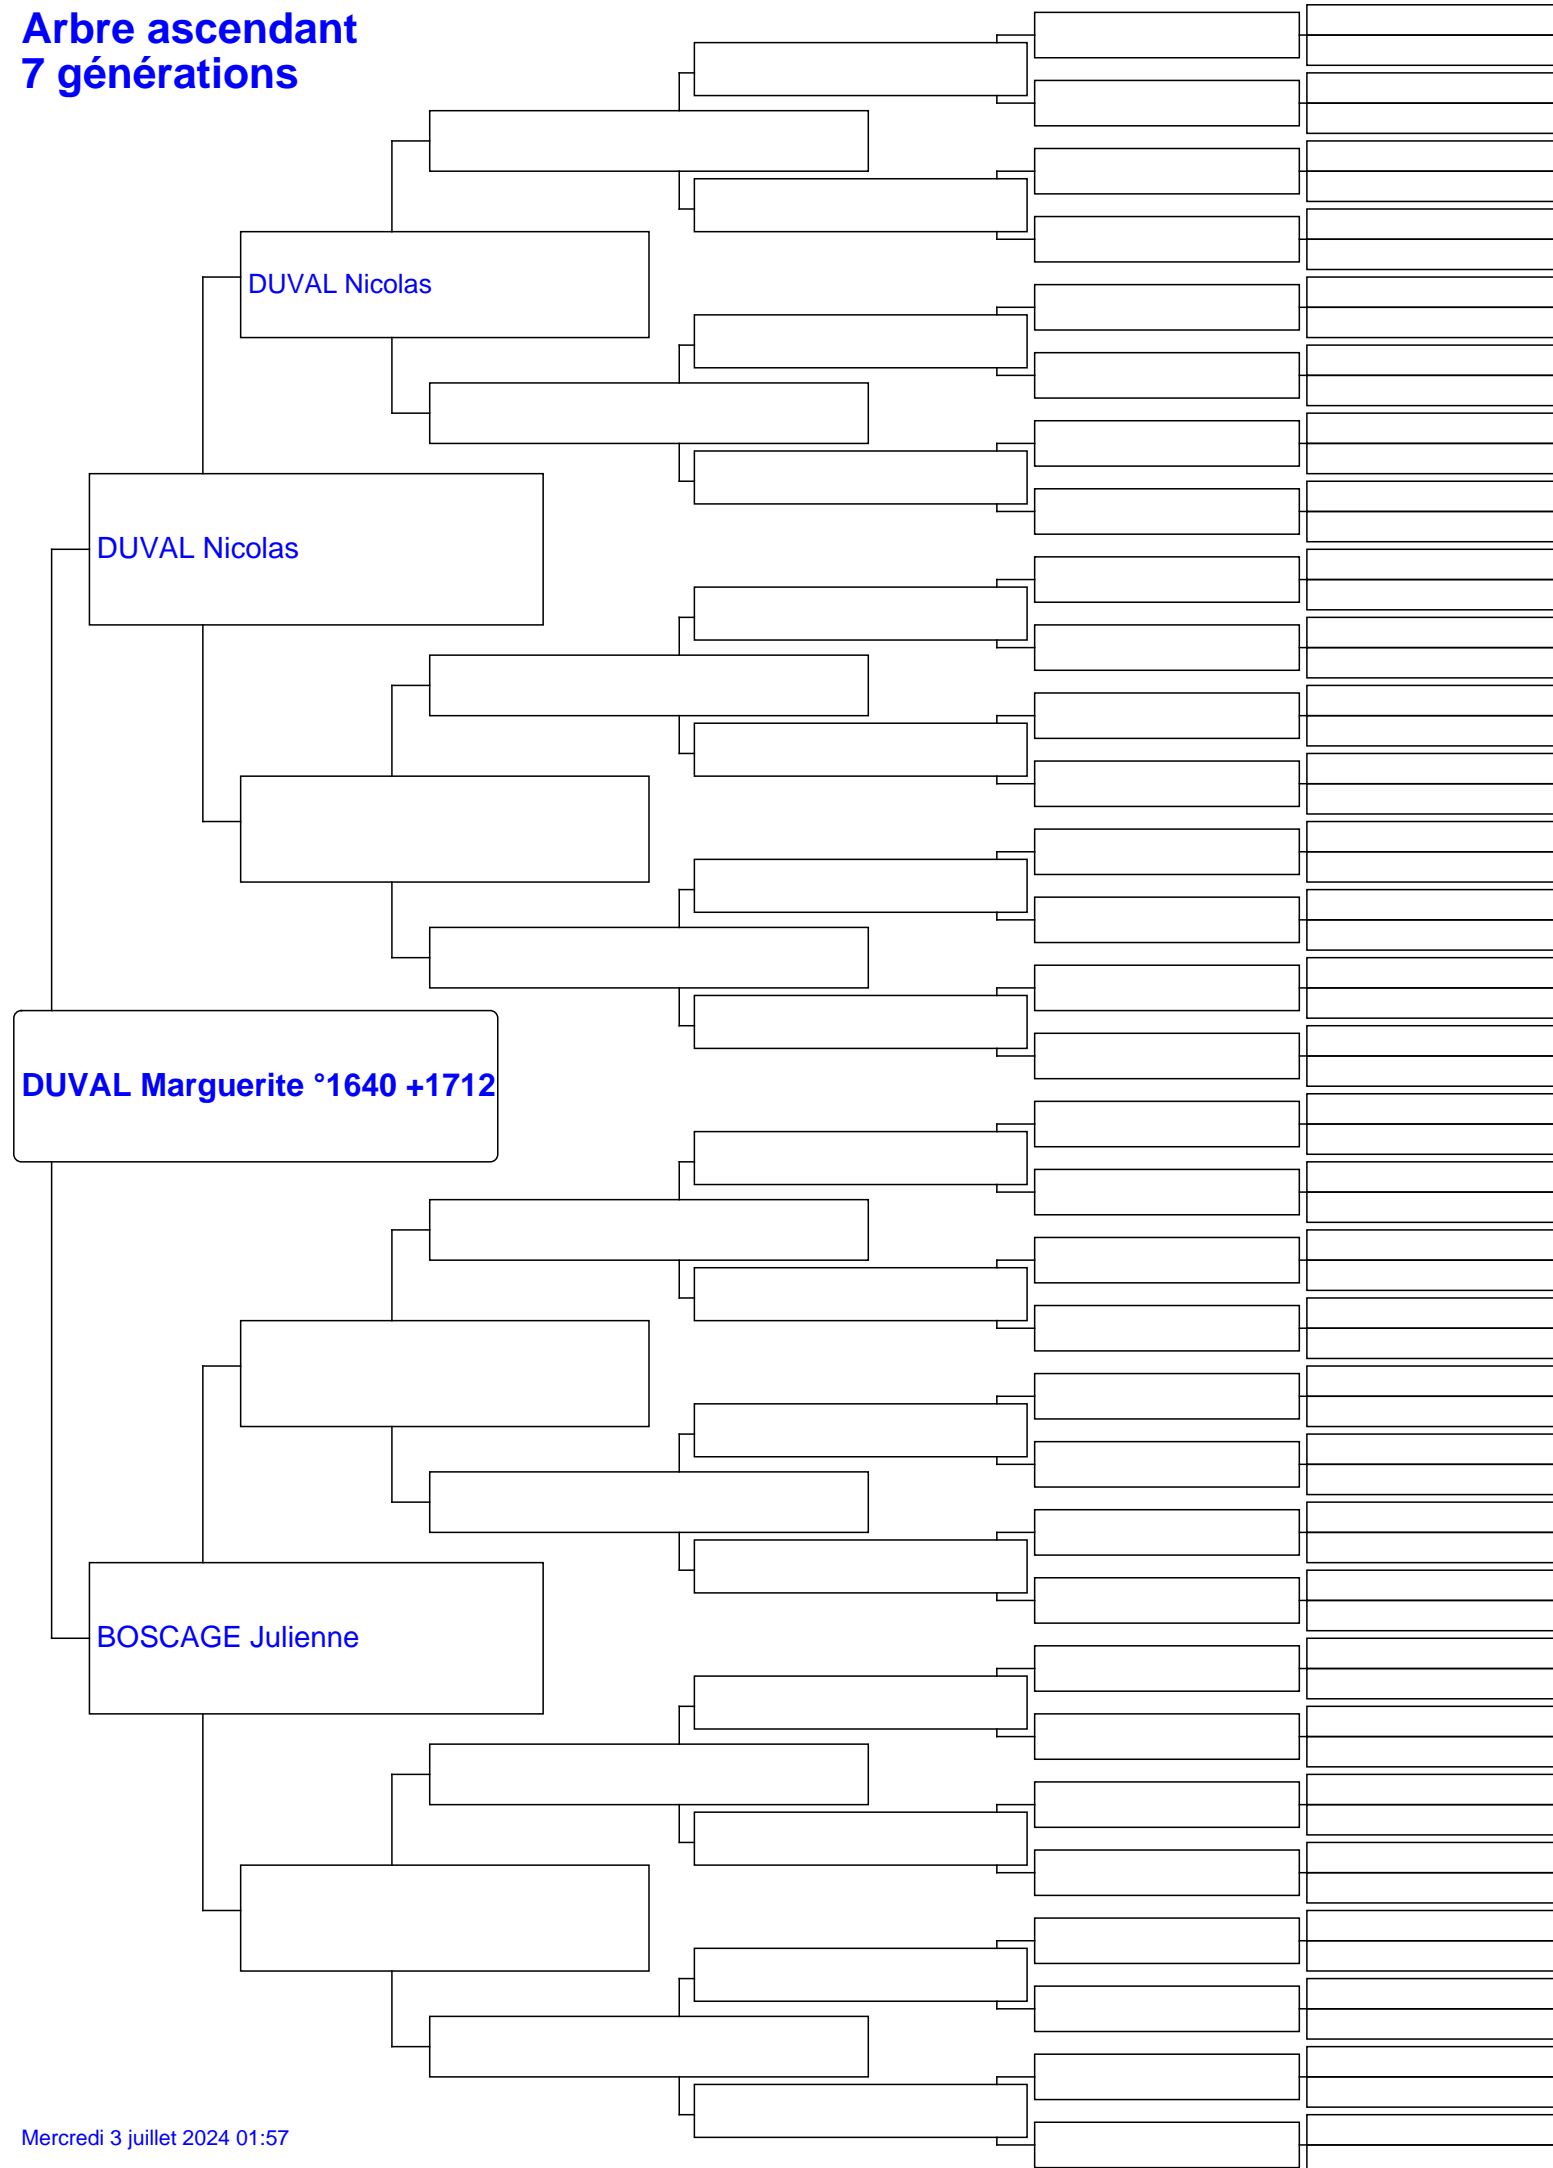 Arbre ascendant
7 générations
DUVAL Nicolas
DUVAL Nicolas
DUVAL Marguerite °1640 +1712
BOSCAGE Julienne
Mercredi 3 juillet 2024 01:57